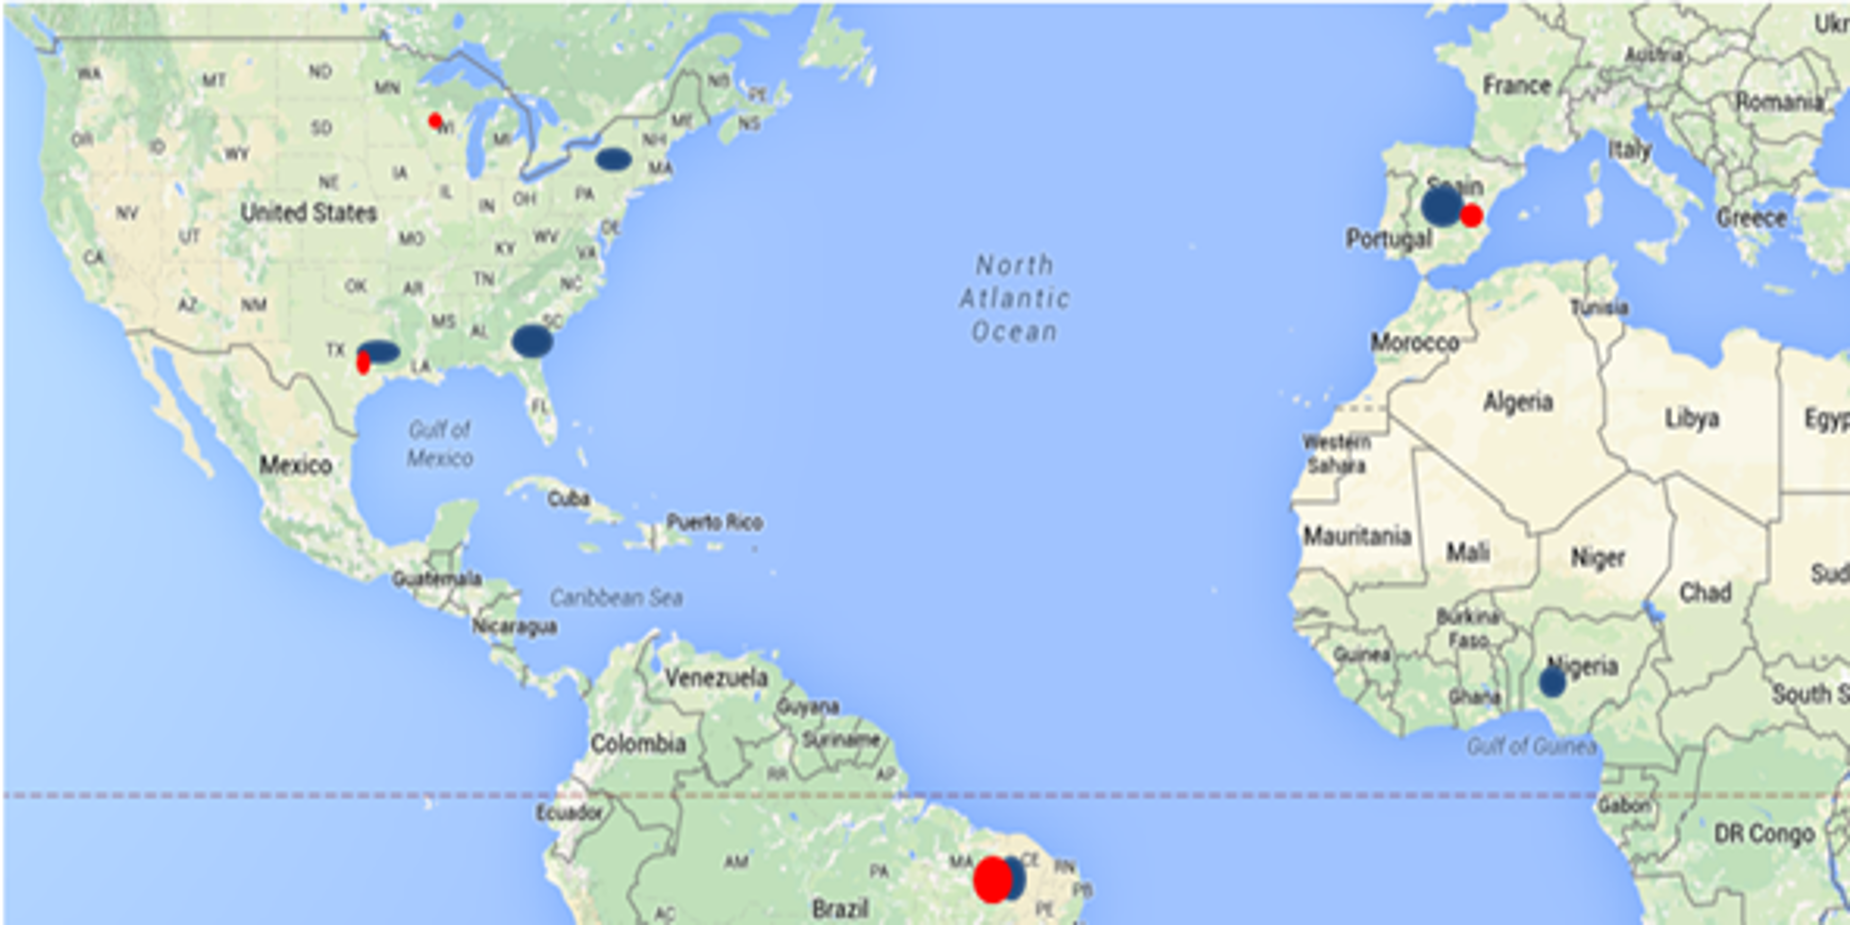 WA
MT
ND
MN
OR
ID
WY
SD
WI
MI
NB
PE
ME
NS
NH
MA
NE
IA
IL
IN
OH
PA
NV
UT
United States
MO
KY
WV
DE
VA
CA
AZ
NM
OK
AR
TN
NC
MS
AL
SC
TX
LA
FL
Gulf of
Mexico
Mexico
Cuba
Puerto Rico
Guatemala
Caribbean Sea
Nicaragua
North
Atlantic
Ocean
Venezuela
Guyana
Suriname
Colombia
RR
AP
Ecuador
AM
PA
MA
CE
RN
PB
PE
AC
Brazil
Ukr
Austria
France
Romania
Italy
Spain
Greece
Portugal
Tunisia
Morocco
Algeria
Libya
Egyp
Western
Sahara
Mauritania
Mali
Niger
Chad
Sud
Burkina
Faso
Guinea
Nigeria
Ghana
South S
Gulf of Guinea
Gabon
DR Congo